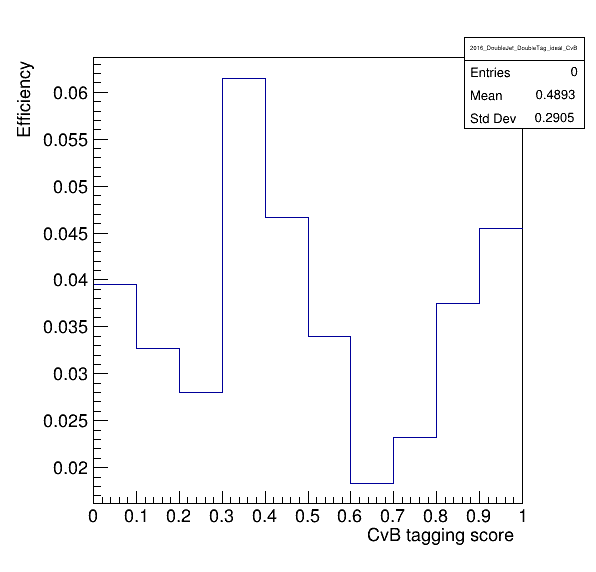 2016_DoubleJet_DoubleTag_ideal_CvB
Entries 0
Mean 0.4893
Std Dev 0.2905
Efficiency
0.06
0.055
0.05
0.045
0.04
0.035
0.03
0.025
0.02
0 0.1 0.2 0.3 0.4 0.5 0.6 0.7 0.8 0.9 1
CvB tagging score